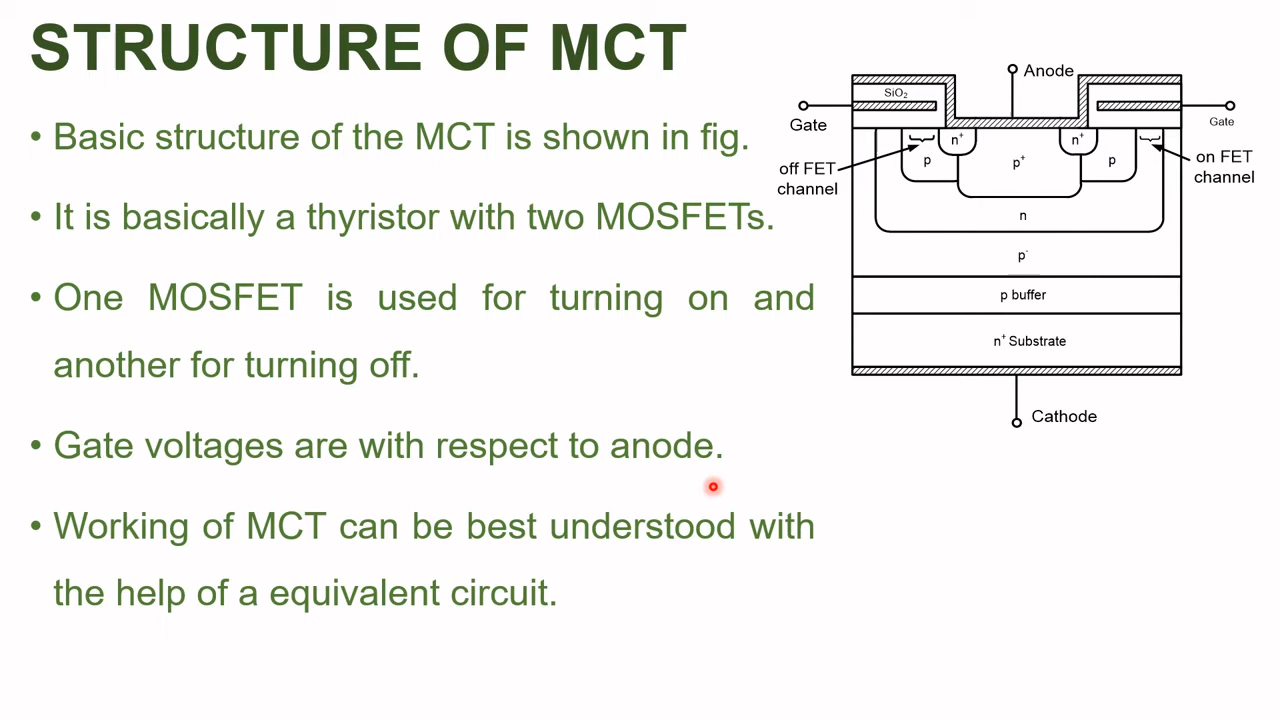 STRUCTURE OF MCT
• Basic structure of the MCT is shown in fig.
• It is basically a thyristor with two MOSFETs.
• One MOSFET is used for turning on and
another for turning off.
• Gate voltages are with respect to anode.
• Working of MCT can be best understood with
the help of a equivalent circuit.
Anode
SiO₂
Gate
Gate
n⁺
n⁺
p
p⁺
p
off FET
channel
on FET
channel
n
p⁻
p buffer
n⁺ Substrate
Cathode